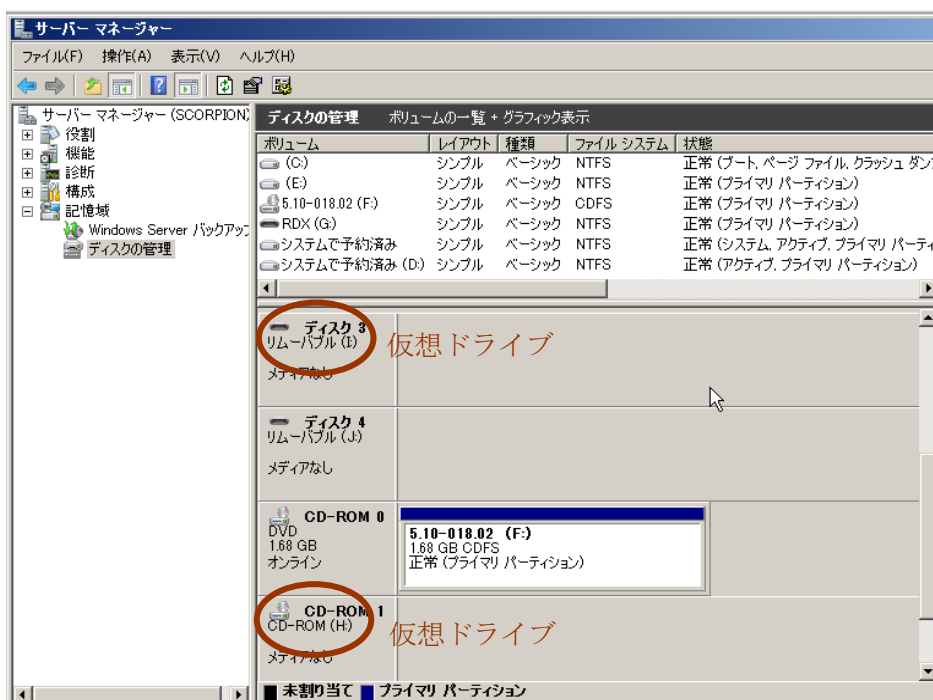 サーバー マネージャー
ファイル(F) 操作(A) 表示(V) ヘルプ(H)
サーバー マネージャー (SCORPION)
役割
機能
診断
構成
記憶域
Windows Server バックアップ
ディスクの管理
ディスクの管理 ボリュームの一覧 + グラフィック表示
ボリューム レイアウト 種類 ファイル システム 状態
(C:) シンプル ベーシック NTFS 正常 (ブート, ページ ファイル, クラッシュ ダン
(E:) シンプル ベーシック NTFS 正常 (プライマリ パーティション)
5.10-018.02 (F:) シンプル ベーシック CDFS 正常 (プライマリ パーティション)
RDX (G:) シンプル ベーシック NTFS 正常 (プライマリ パーティション)
システムで予約済み シンプル ベーシック NTFS 正常 (システム, アクティブ, プライマリ パーティ
システムで予約済み (D:) シンプル ベーシック NTFS 正常 (アクティブ, プライマリ パーティション)
ディスク 3
リムーバブル (I:)
メディアなし
仮想ドライブ
ディスク 4
リムーバブル (J:)
メディアなし
CD-ROM 0
DVD
1.68 GB
オンライン
5.10-018.02 (F:)
1.68 GB CDFS
正常 (プライマリ パーティション)
CD-ROM 1
CD-ROM (H:)
メディアなし
仮想ドライブ
未割り当て プライマリ パーティション